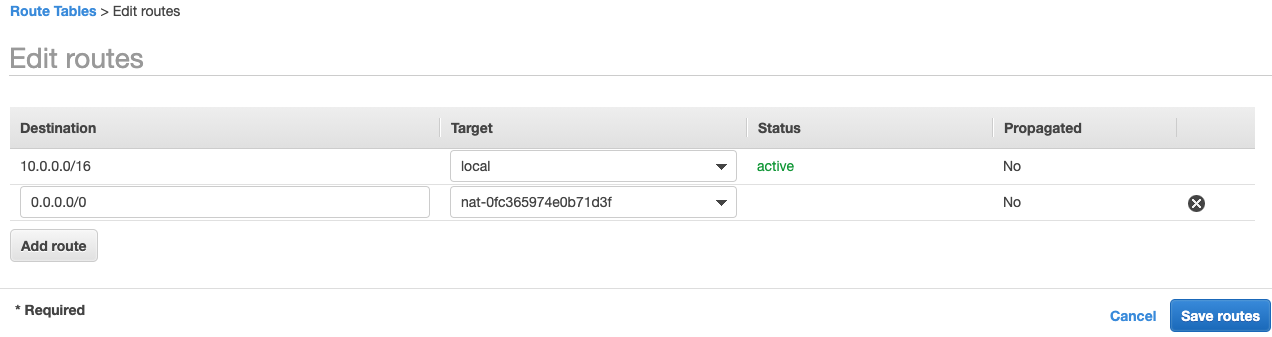 Route Tables > Edit routes
Edit routes
Destination Target Status Propagated
10.0.0.0/16 local active No
0.0.0.0/0 nat-0fc365974e0b71d3f No
Add route
* Required
Cancel Save routes